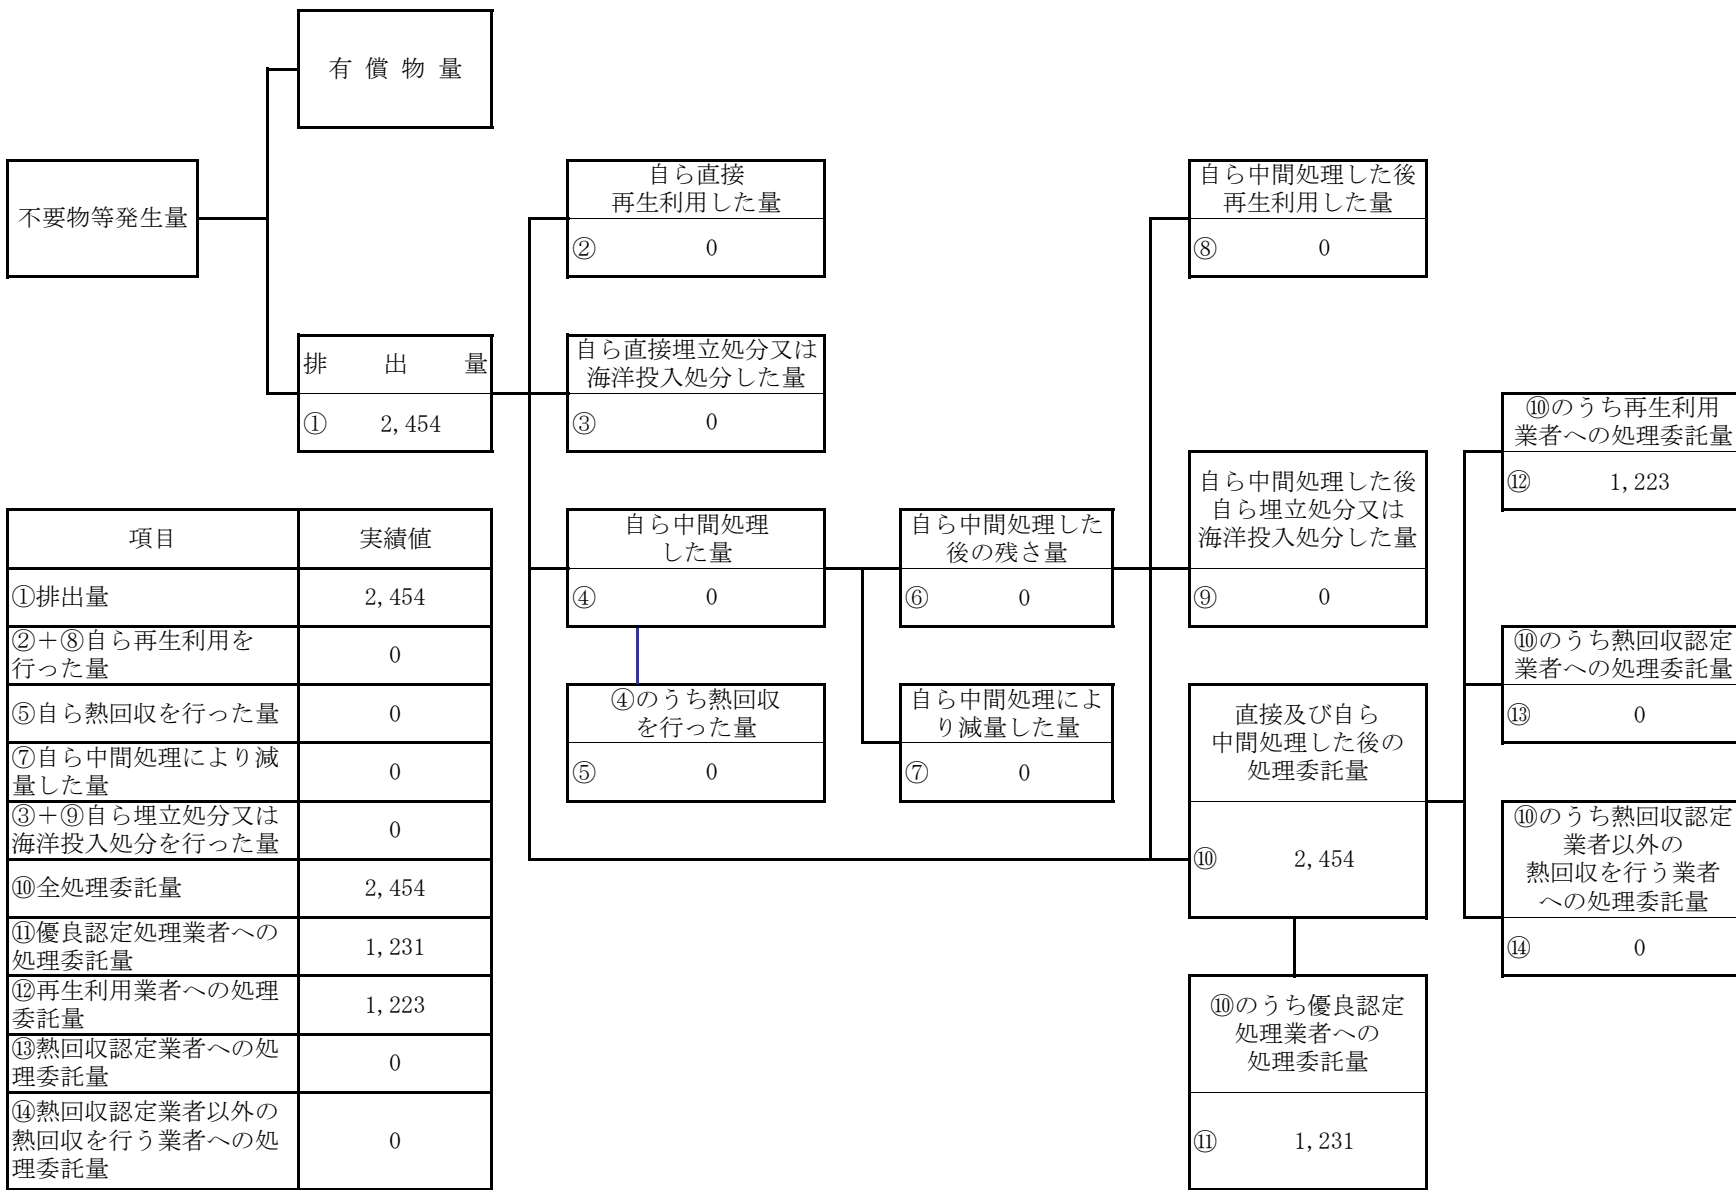 有償物量
不要物等発生量
自ら直接
再生利用した量
② 0
自ら中間処理した後
再生利用した量
⑧ 0
排出量
① 2,454
自ら直接埋立処分又は
海洋投入処分した量
③ 0
⑩のうち再生利用
業者への処理委託量
⑫ 1,223
自ら中間処理した後
自ら埋立処分又は
海洋投入処分した量
⑨ 0
自ら中間処理
した量
④ 0
自ら中間処理した
後の残さ量
⑥ 0
⑩のうち熱回収認定
業者への処理委託量
⑬ 0
④のうち熱回収
を行った量
⑤ 0
自ら中間処理によ
り減量した量
⑦ 0
直接及び自ら
中間処理した後の
処理委託量
⑩ 2,454
⑩のうち熱回収認定
業者以外の
熱回収を行う業者
への処理委託量
⑭ 0
⑩のうち優良認定
処理業者への
処理委託量
⑪ 1,231
項目 実績値
①排出量 2,454
②＋⑧自ら再生利用を
行った量 0
⑤自ら熱回収を行った量 0
⑦自ら中間処理により減
量した量 0
③＋⑨自ら埋立処分又は
海洋投入処分を行った量 0
⑩全処理委託量 2,454
⑪優良認定処理業者への
処理委託量 1,231
⑫再生利用業者への処理
委託量 1,223
⑬熱回収認定業者への処
理委託量 0
⑭熱回収認定業者以外の
熱回収を行う業者への処 0
理委託量